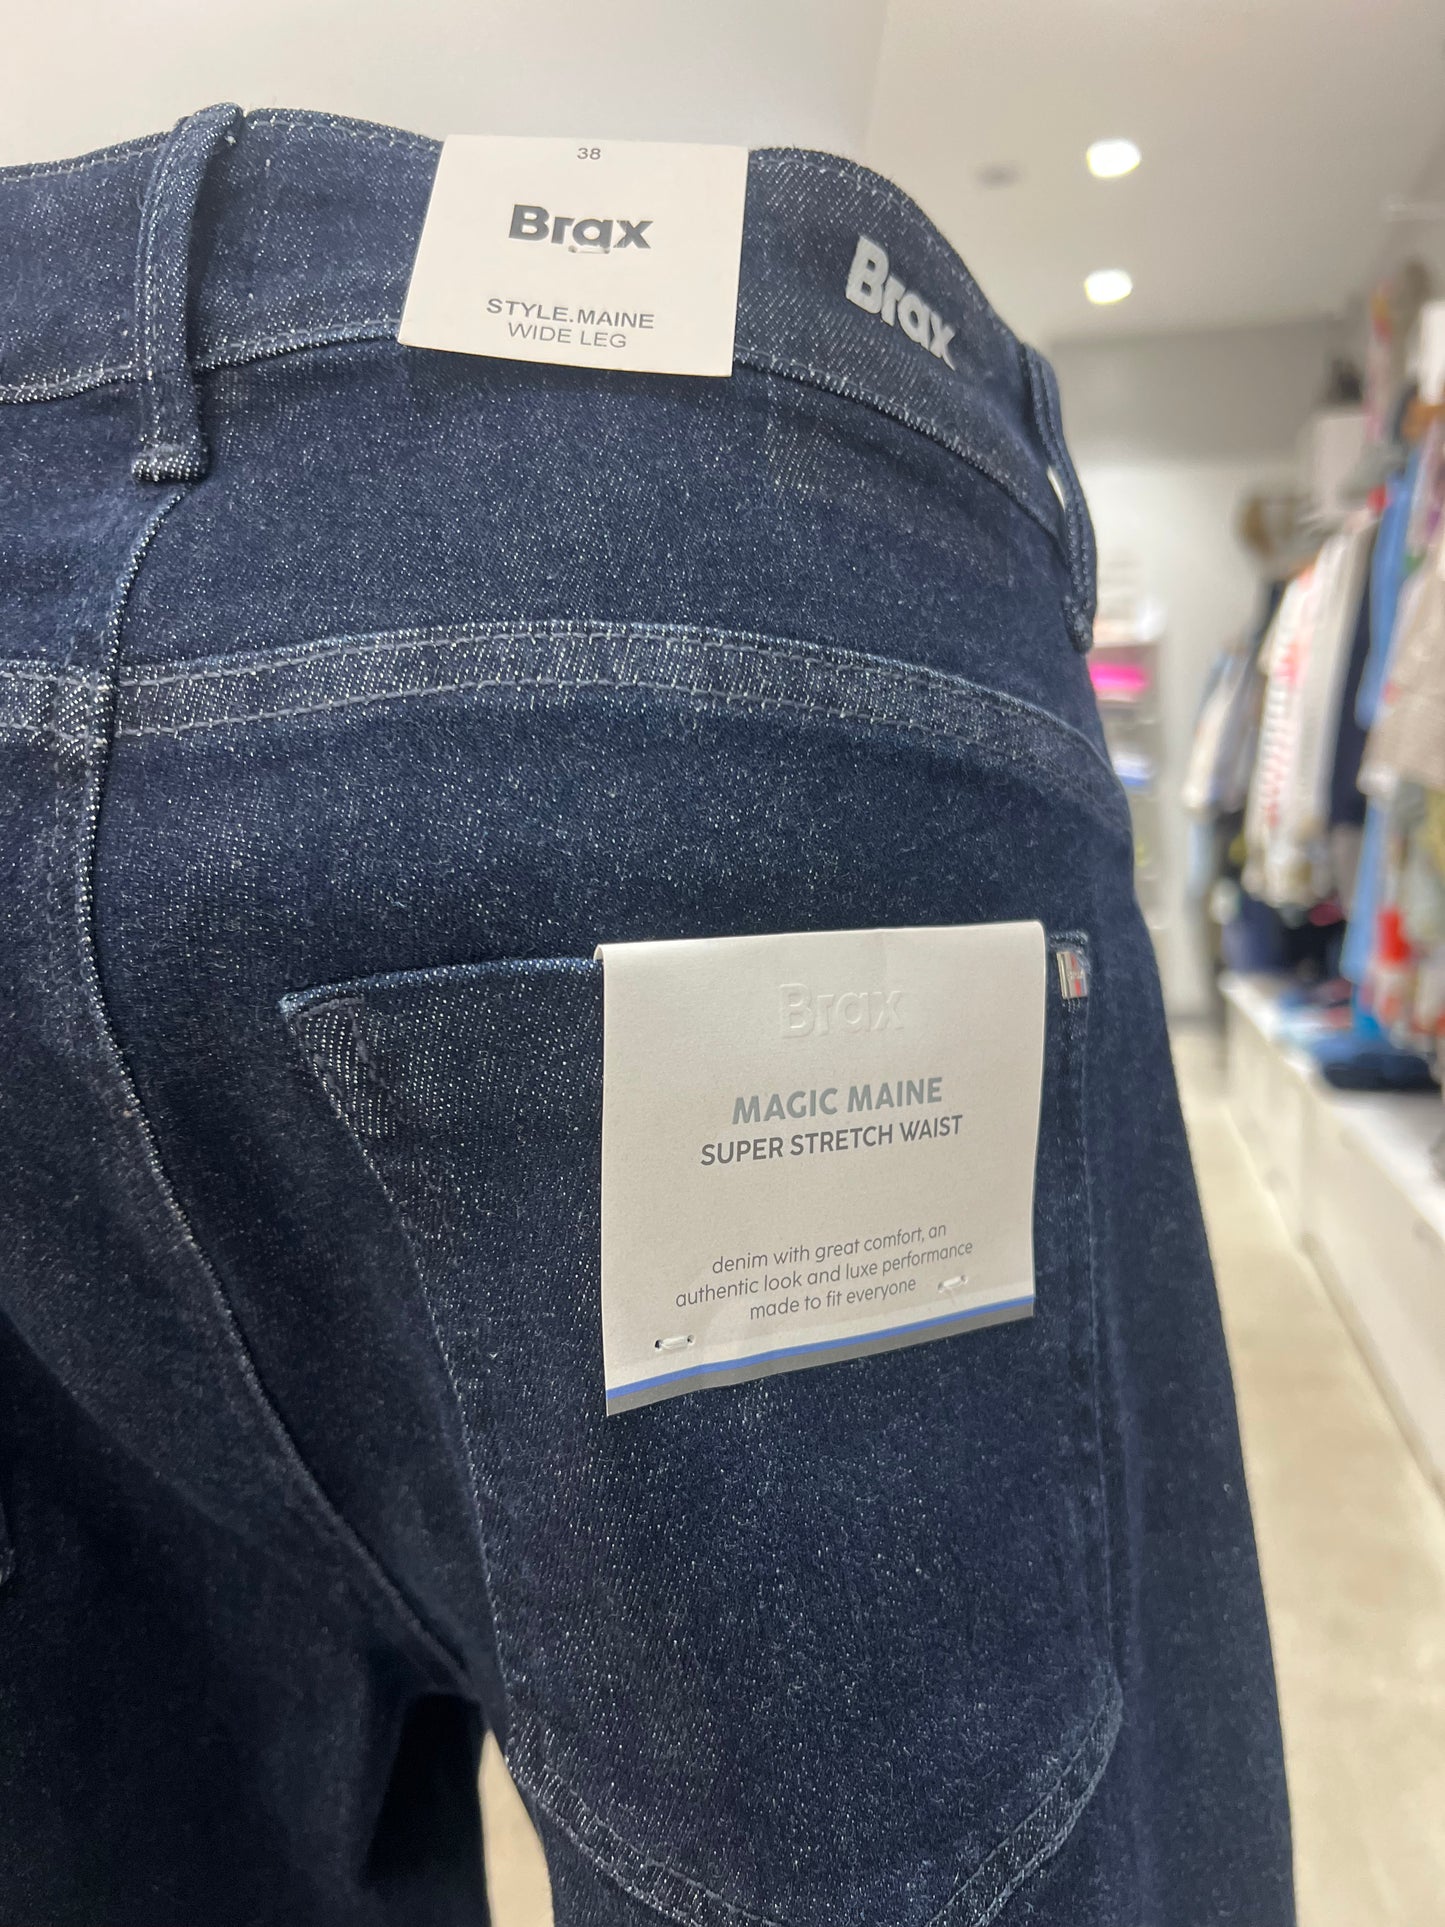 38
Brax
STYLE.MAINE
WIDE LEG
Brax
Brax
MAGIC MAINE
SUPER STRETCH WAIST
denim with great comfort, an
authentic look and luxe performance
made to fit everyone